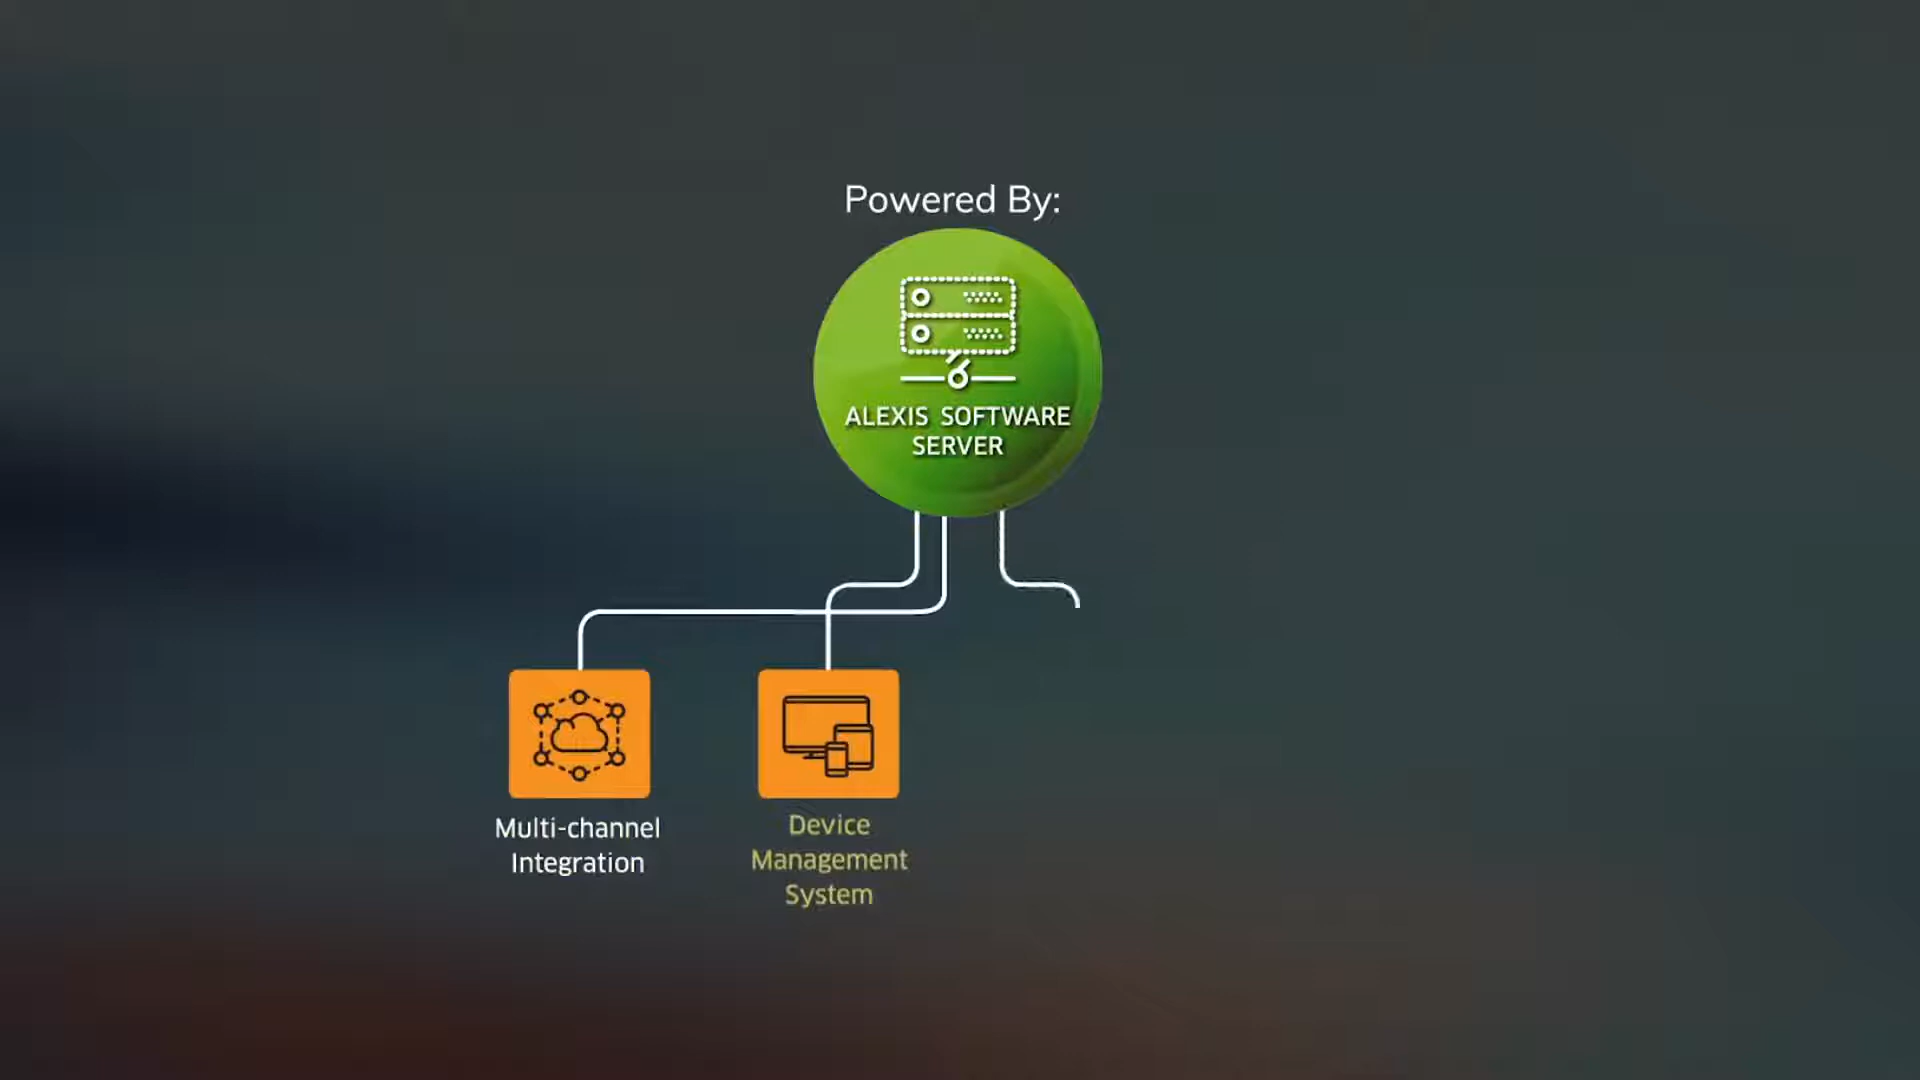 Powered By:
ALEXIS SOFTWARE
SERVER
Multi-channel
Integration
Device
Management
System